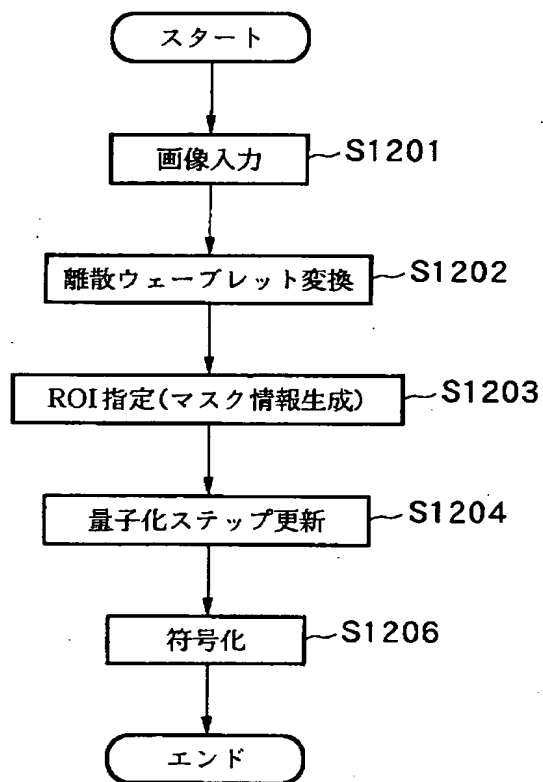 スタート
画像入力 S1201
離散ウェーブレット変換 S1202
ROI指定(マスク情報生成) S1203
量子化ステップ更新 S1204
符号化 S1206
エンド